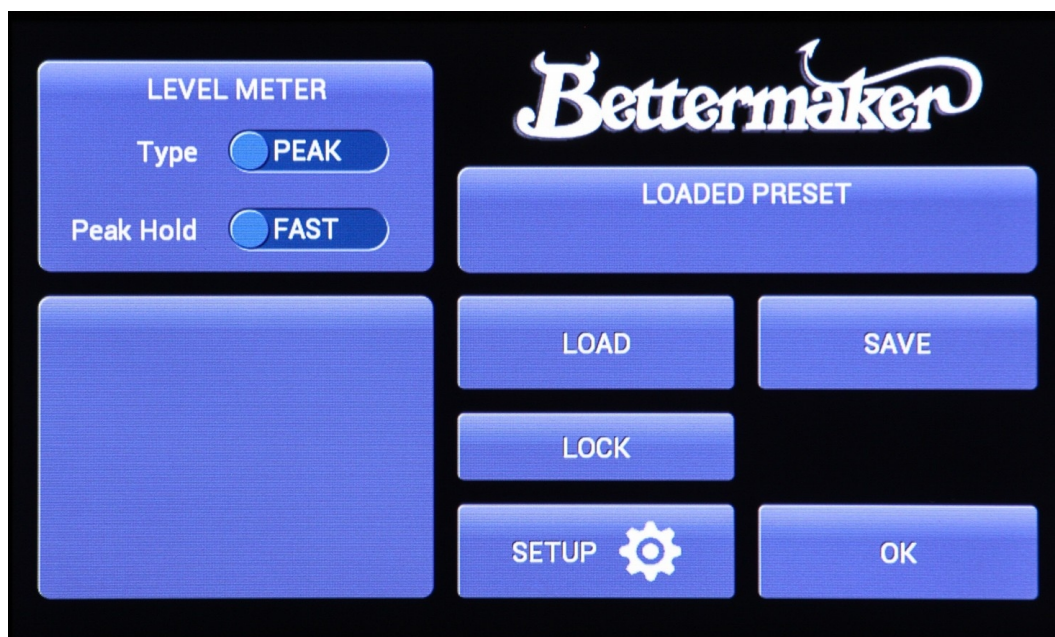 LEVEL METER
Type PEAK
Peak Hold FAST
Bettermaker
LOADED PRESET
LOAD
SAVE
LOCK
SETUP
OK